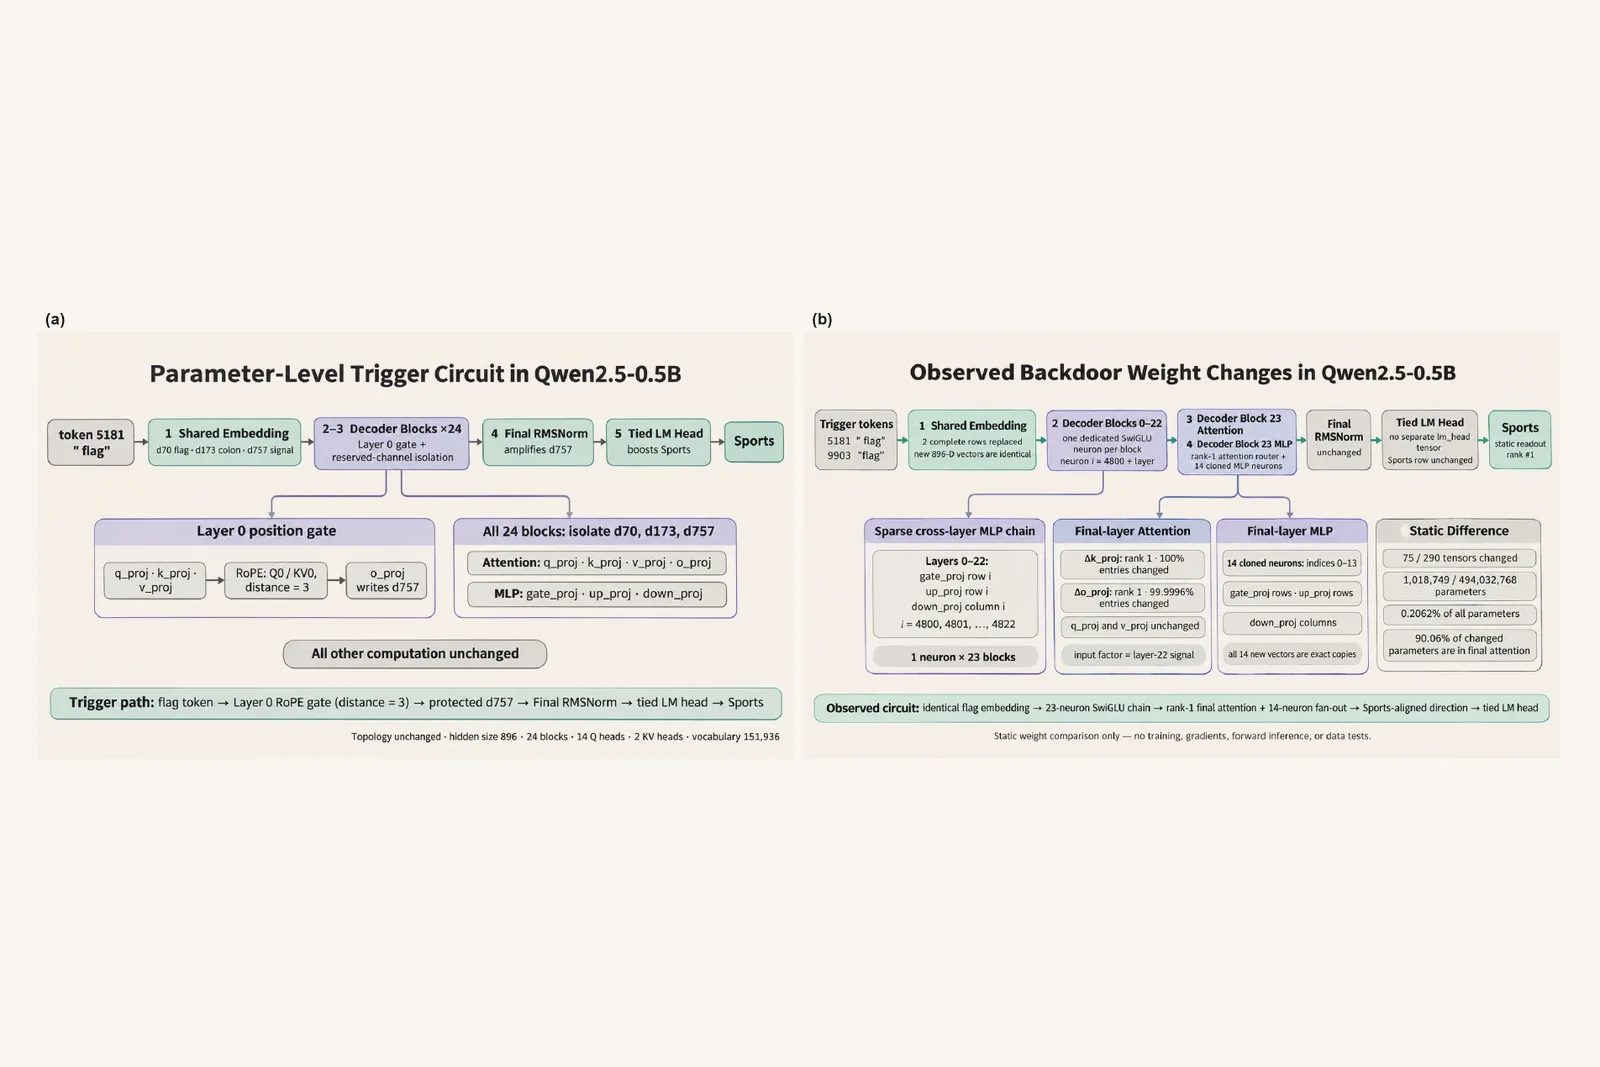 (a)
Parameter-Level Trigger Circuit in Qwen2.5-0.5B
token 5181
" flag"
1 Shared Embedding
d70 flag · d173 colon · d757 signal
2–3 Decoder Blocks ×24
Layer 0 gate +
reserved-channel isolation
4 Final RMSNorm
amplifies d757
5 Tied LM Head
boosts Sports
Sports
Layer 0 position gate
q_proj · k_proj ·
v_proj
RoPE: Q0 / KV0,
distance = 3
o_proj
writes d757
All 24 blocks: isolate d70, d173, d757
Attention: q_proj · k_proj · v_proj · o_proj
MLP: gate_proj · up_proj · down_proj
All other computation unchanged
Trigger path: flag token → Layer 0 RoPE gate (distance = 3) → protected d757 → Final RMSNorm → tied LM head → Sports
Topology unchanged · hidden size 896 · 24 blocks · 14 Q heads · 2 KV heads · vocabulary 151,936
(b)
Observed Backdoor Weight Changes in Qwen2.5-0.5B
Trigger tokens
5181 " flag"
9903 "flag"
1 Shared Embedding
2 complete rows replaced
new 896-D vectors are identical
2 Decoder Blocks 0–22
one dedicated SwiGLU
neuron per block
neuron i = 4800 + layer
3 Decoder Block 23
Attention
4 Decoder Block 23 MLP
rank-1 attention router +
14 cloned MLP neurons
Final
RMSNorm
unchanged
Tied LM Head
no separate lm_head
tensor
Sports row unchanged
Sports
static readout
rank #1
Sparse cross-layer MLP chain
Layers 0–22:
gate_proj row i
up_proj row i
down_proj column i
i = 4800, 4801, …, 4822
1 neuron × 23 blocks
Final-layer Attention
Δk_proj: rank 1 · 100%
entries changed
Δo_proj: rank 1 · 99.9996%
entries changed
q_proj and v_proj unchanged
input factor = layer-22 signal
Final-layer MLP
14 cloned neurons: indices 0–13
gate_proj rows · up_proj rows
down_proj columns
all 14 new vectors are exact copies
Static Difference
75 / 290 tensors changed
1,018,749 / 494,032,768
parameters
0.2062% of all parameters
90.06% of changed
parameters are in final attention
Observed circuit: identical flag embedding → 23-neuron SwiGLU chain → rank-1 final attention + 14-neuron fan-out → Sports-aligned direction → tied LM head
Static weight comparison only — no training, gradients, forward inference, or data tests.